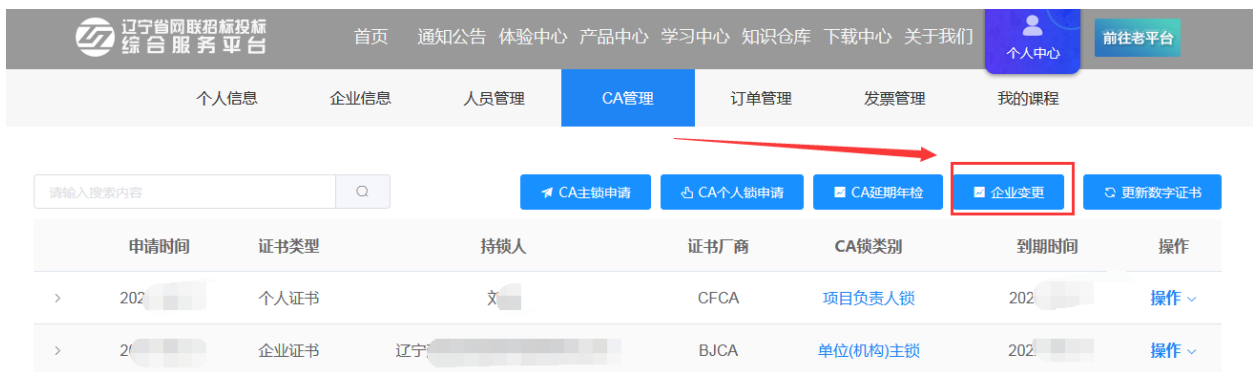 辽宁省网联招标投标
综合服务平台
首页 通知公告 体验中心 产品中心 学习中心 知识仓库 下载中心 关于我们 个人中心 前往老平台
个人信息 企业信息 人员管理 CA管理 订单管理 发票管理 我的课程
请输入搜索内容 CA主锁申请 CA个人锁申请 CA延期年检 企业变更 更新数字证书
申请时间 证书类型 持锁人 证书厂商 CA锁类别 到期时间 操作
202 个人证书 CFCA 项目负责人锁 202 操作
2 企业证书 辽宁 BJCA 单位(机构)主锁 202 操作